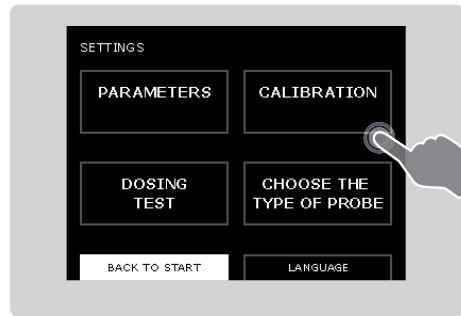 SETTINGS
PARAMETERS
CALIBRATION
DOSING
TEST
CHOOSE THE
TYPE OF PROBE
BACK TO START
LANGUAGE